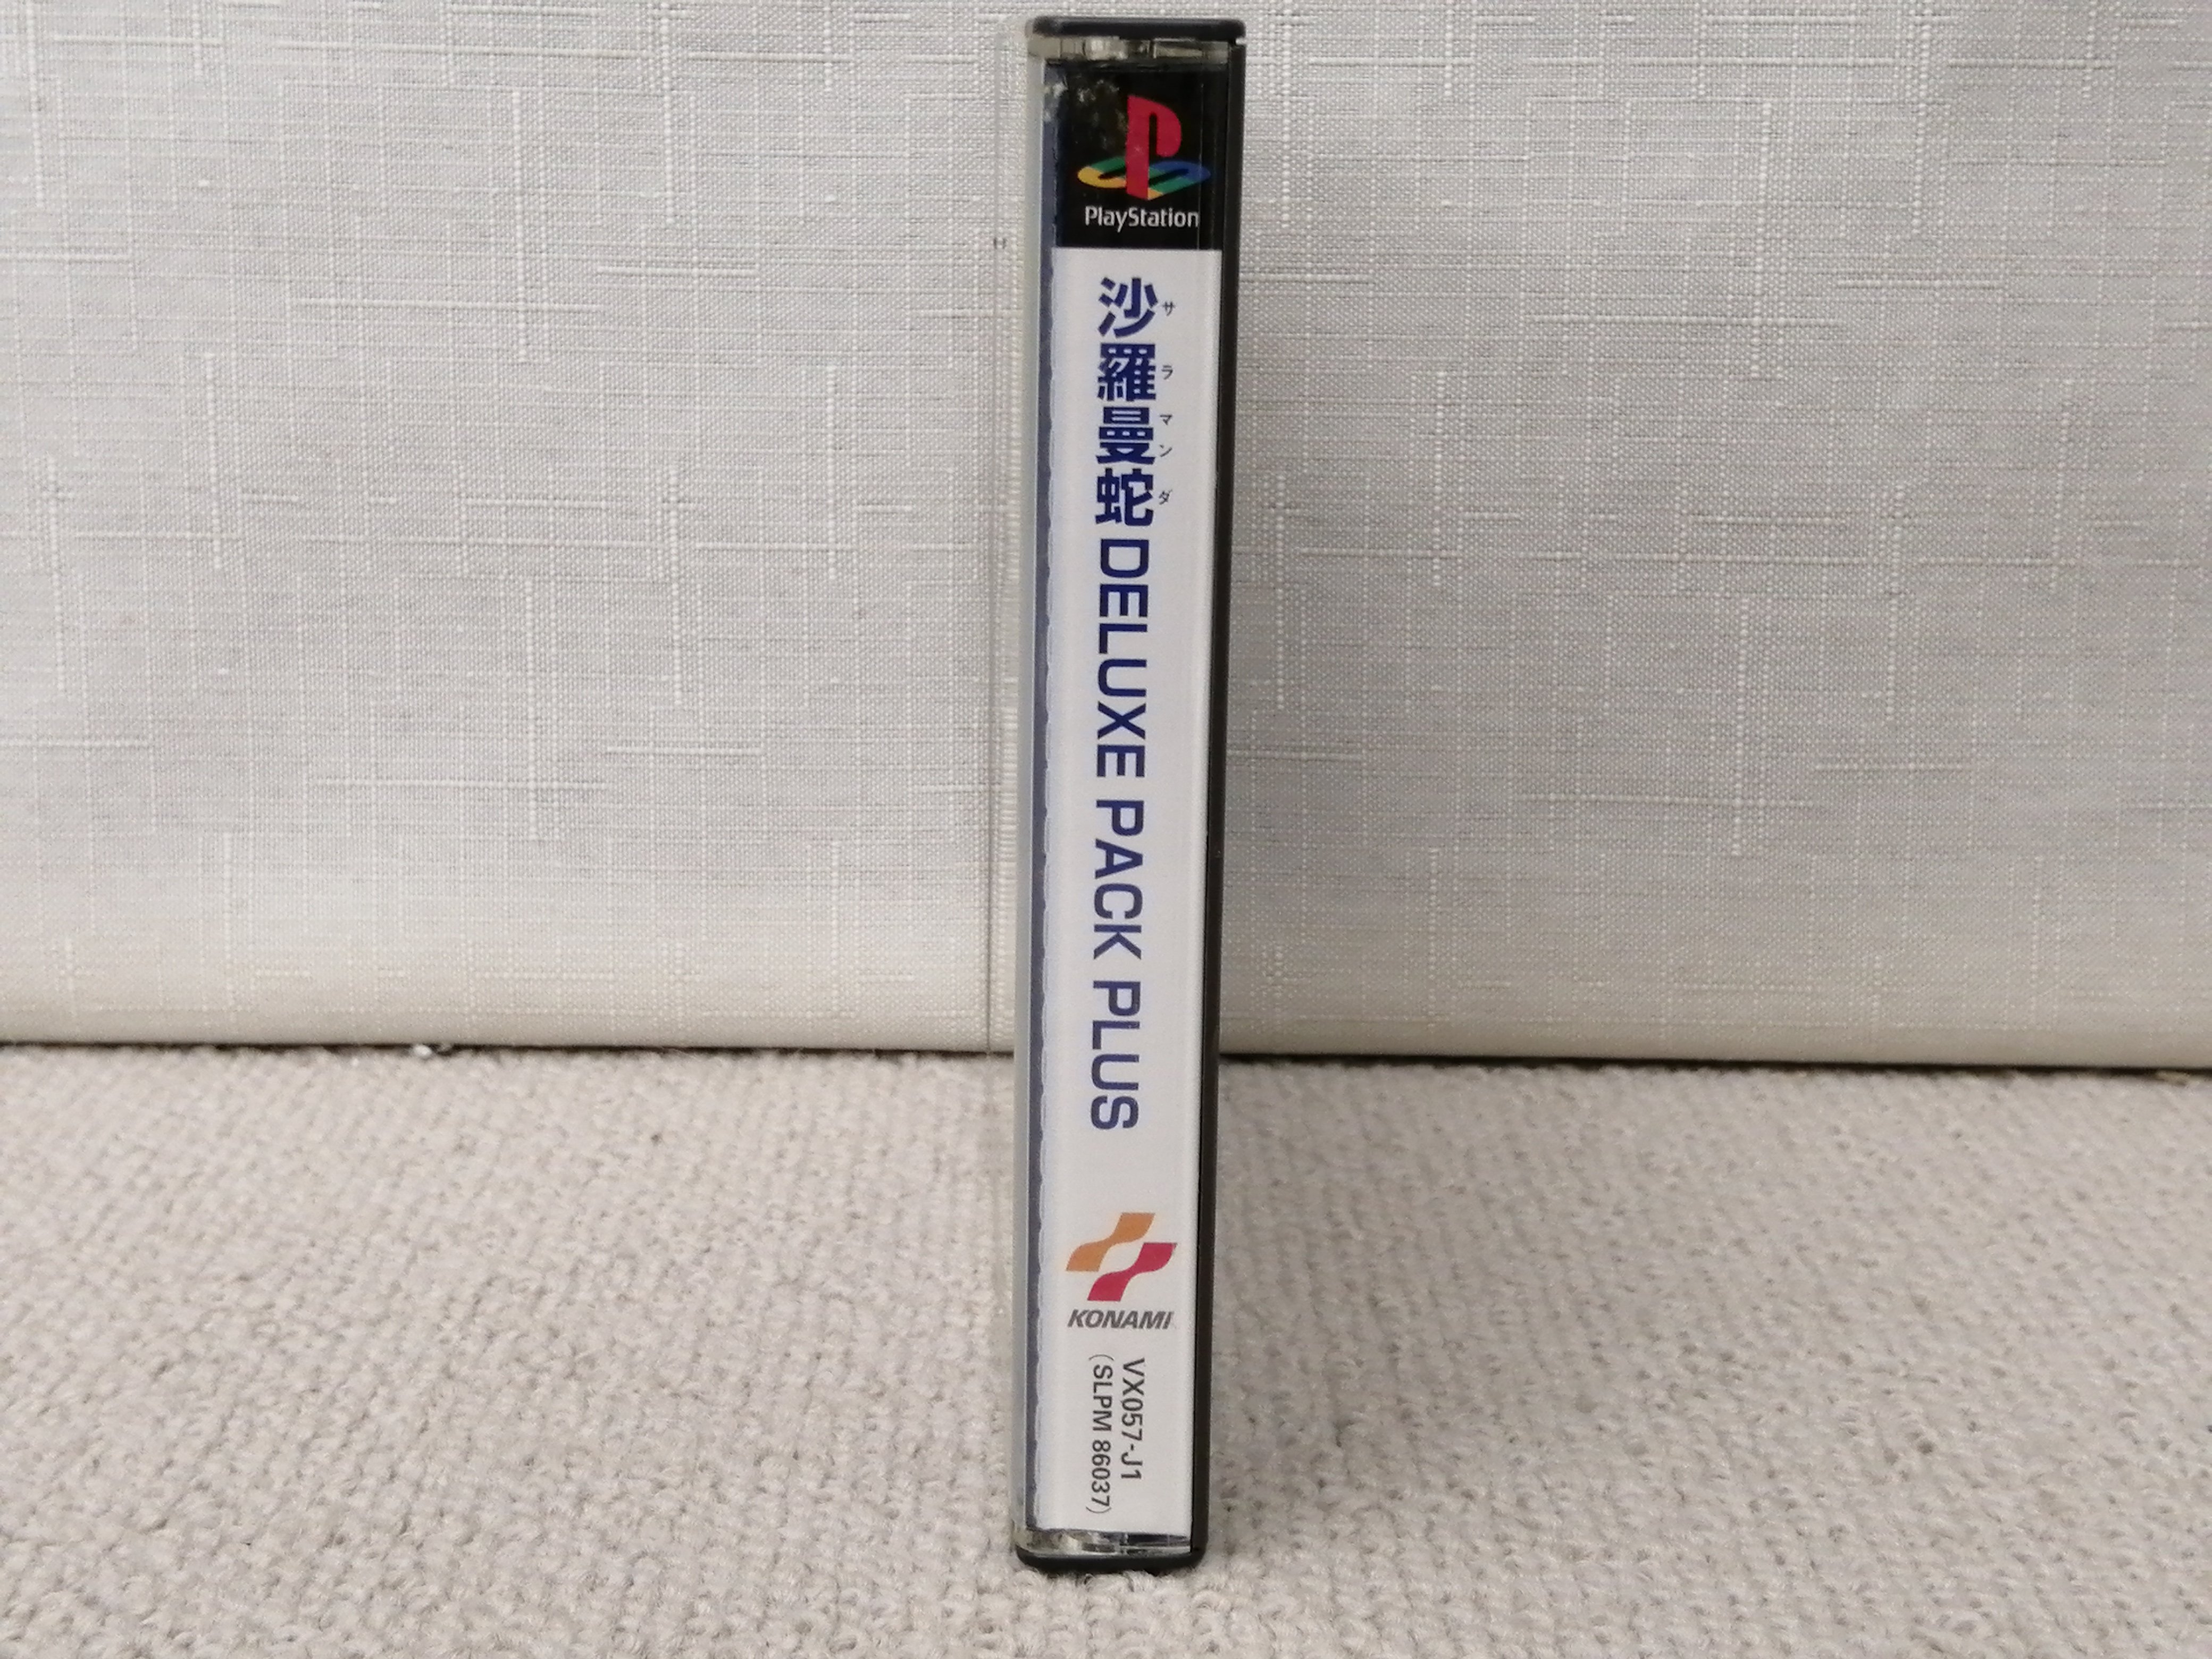 PlayStation
沙羅曼蛇 DELUXE PACK PLUS
サラマンダ
KONAMI
VX057-J1
(SLPM 86037)